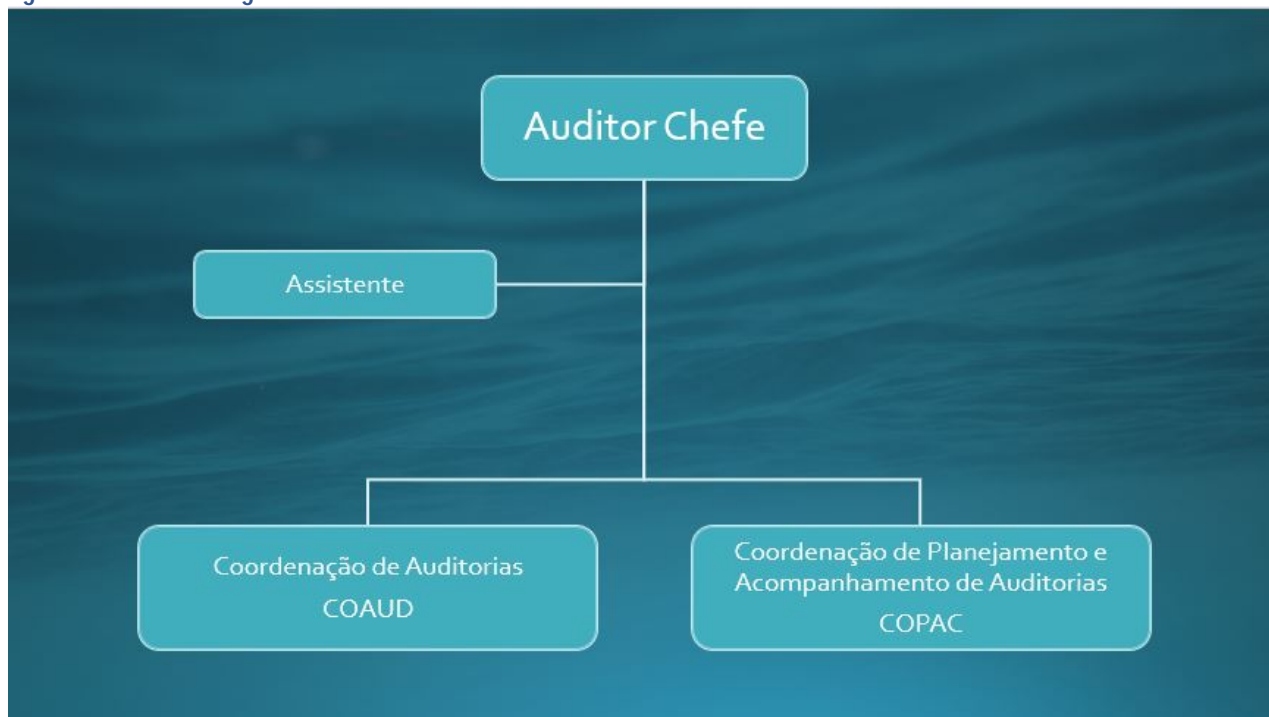 Auditor Chefe
Assistente
Coordenação de Auditorias
COAUD
Coordenação de Planejamento e
Acompanhamento de Auditorias
COPAC